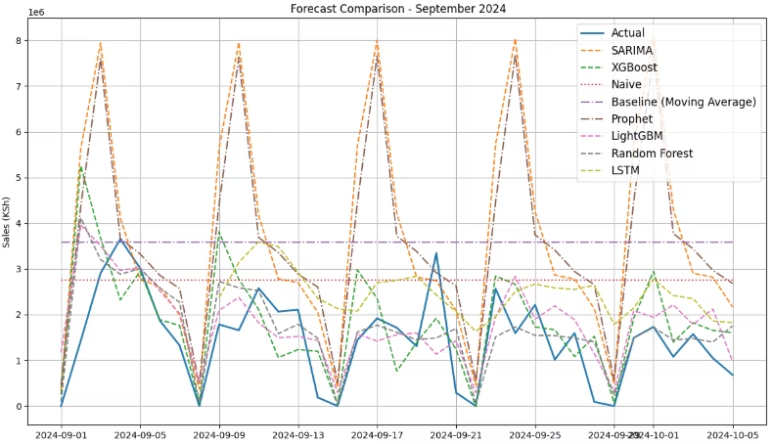 Forecast Comparison - September 2024
1e6
8
7
6
5
4
3
2
1
0
Sales (KSh)
Actual
SARIMA
XGBoost
Naive
Baseline (Moving Average)
Prophet
LightGBM
Random Forest
LSTM
2024-09-01 2024-09-05 2024-09-09 2024-09-13 2024-09-17 2024-09-21 2024-09-25 2024-09-29 2024-10-01 2024-10-05